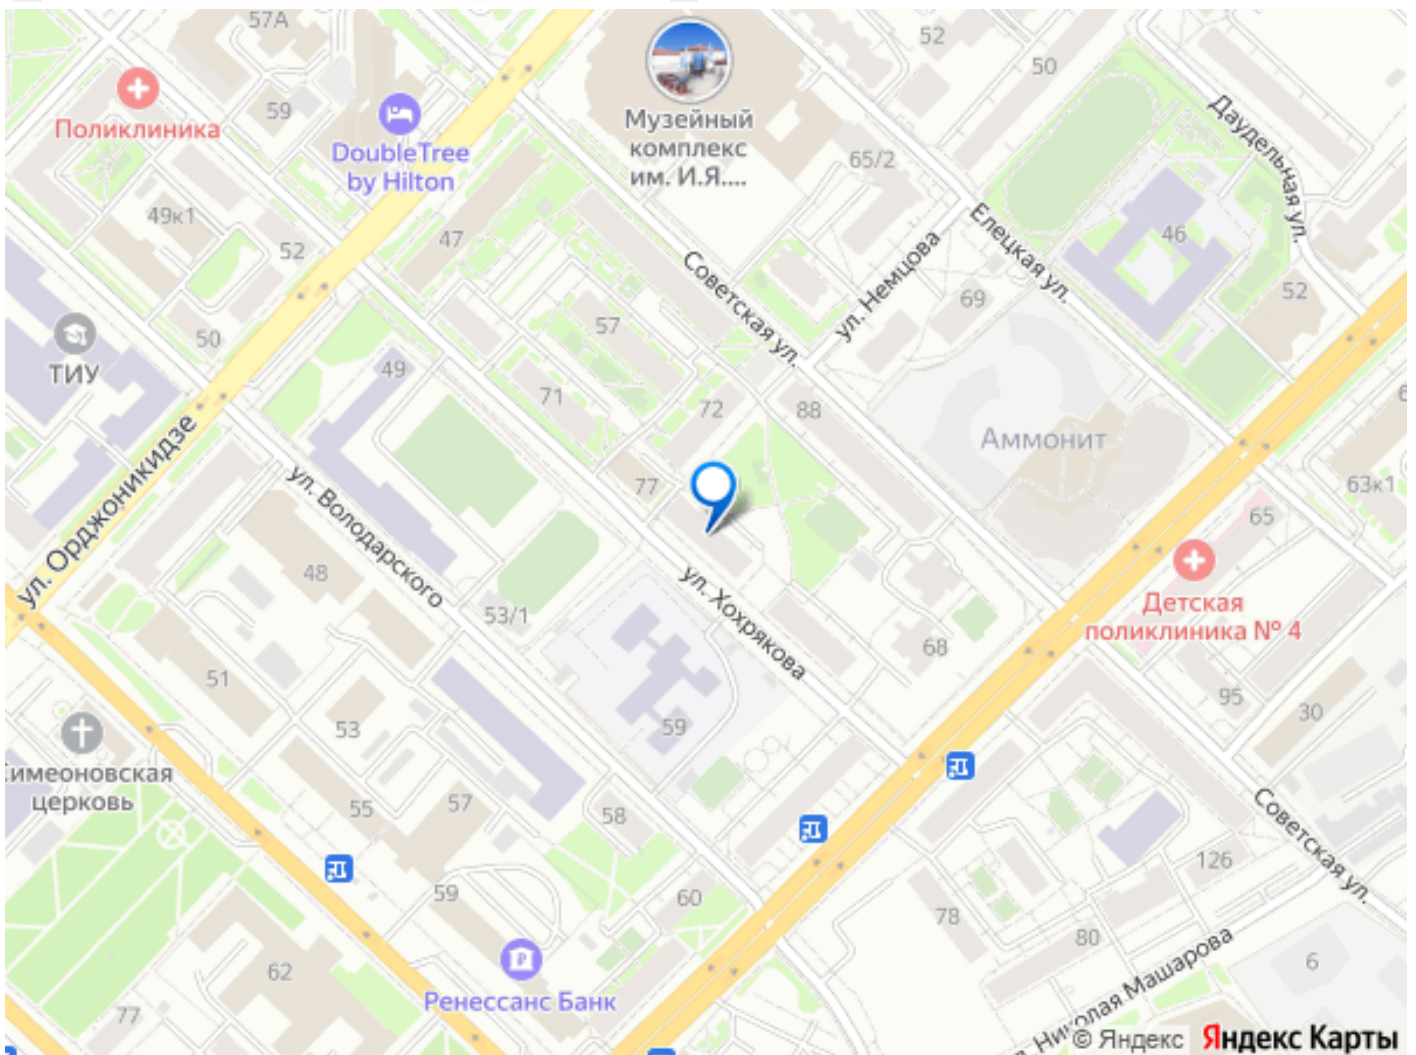 57А
52
50
59
Поликлиника
DoubleTree
by Hilton
Музейный
комплекс
им. И.Я....
65/2
Даудельная ул.
49к1
52
47
Советская ул.
ул. Немцова
Елецкая ул.
46
69
52
50
57
ТИУ
49
71
72
88
Аммонит
ул. Орджоникидзе
ул. Володарского
77
63к1
65
48
53/1
ул. Хохрякова
Детская
поликлиника № 4
51
53
59
68
95
30
имеоновская
церковь
55
57
58
Советская ул.
126
59
60
78
80
62
77
Ренессанс Банк
Николая Машарова
6
© Яндекс
Яндекс Карты